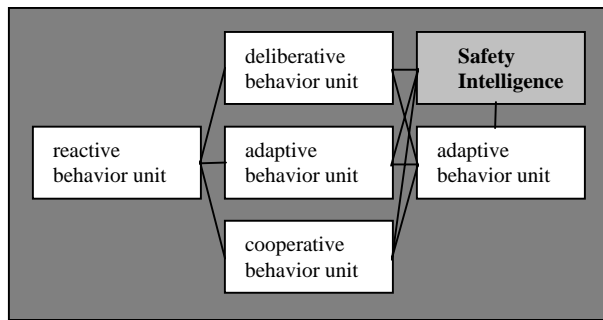 deliberative
behavior unit
Safety
Intelligence
reactive
behavior unit
adaptive
behavior unit
adaptive
behavior unit
cooperative
behavior unit